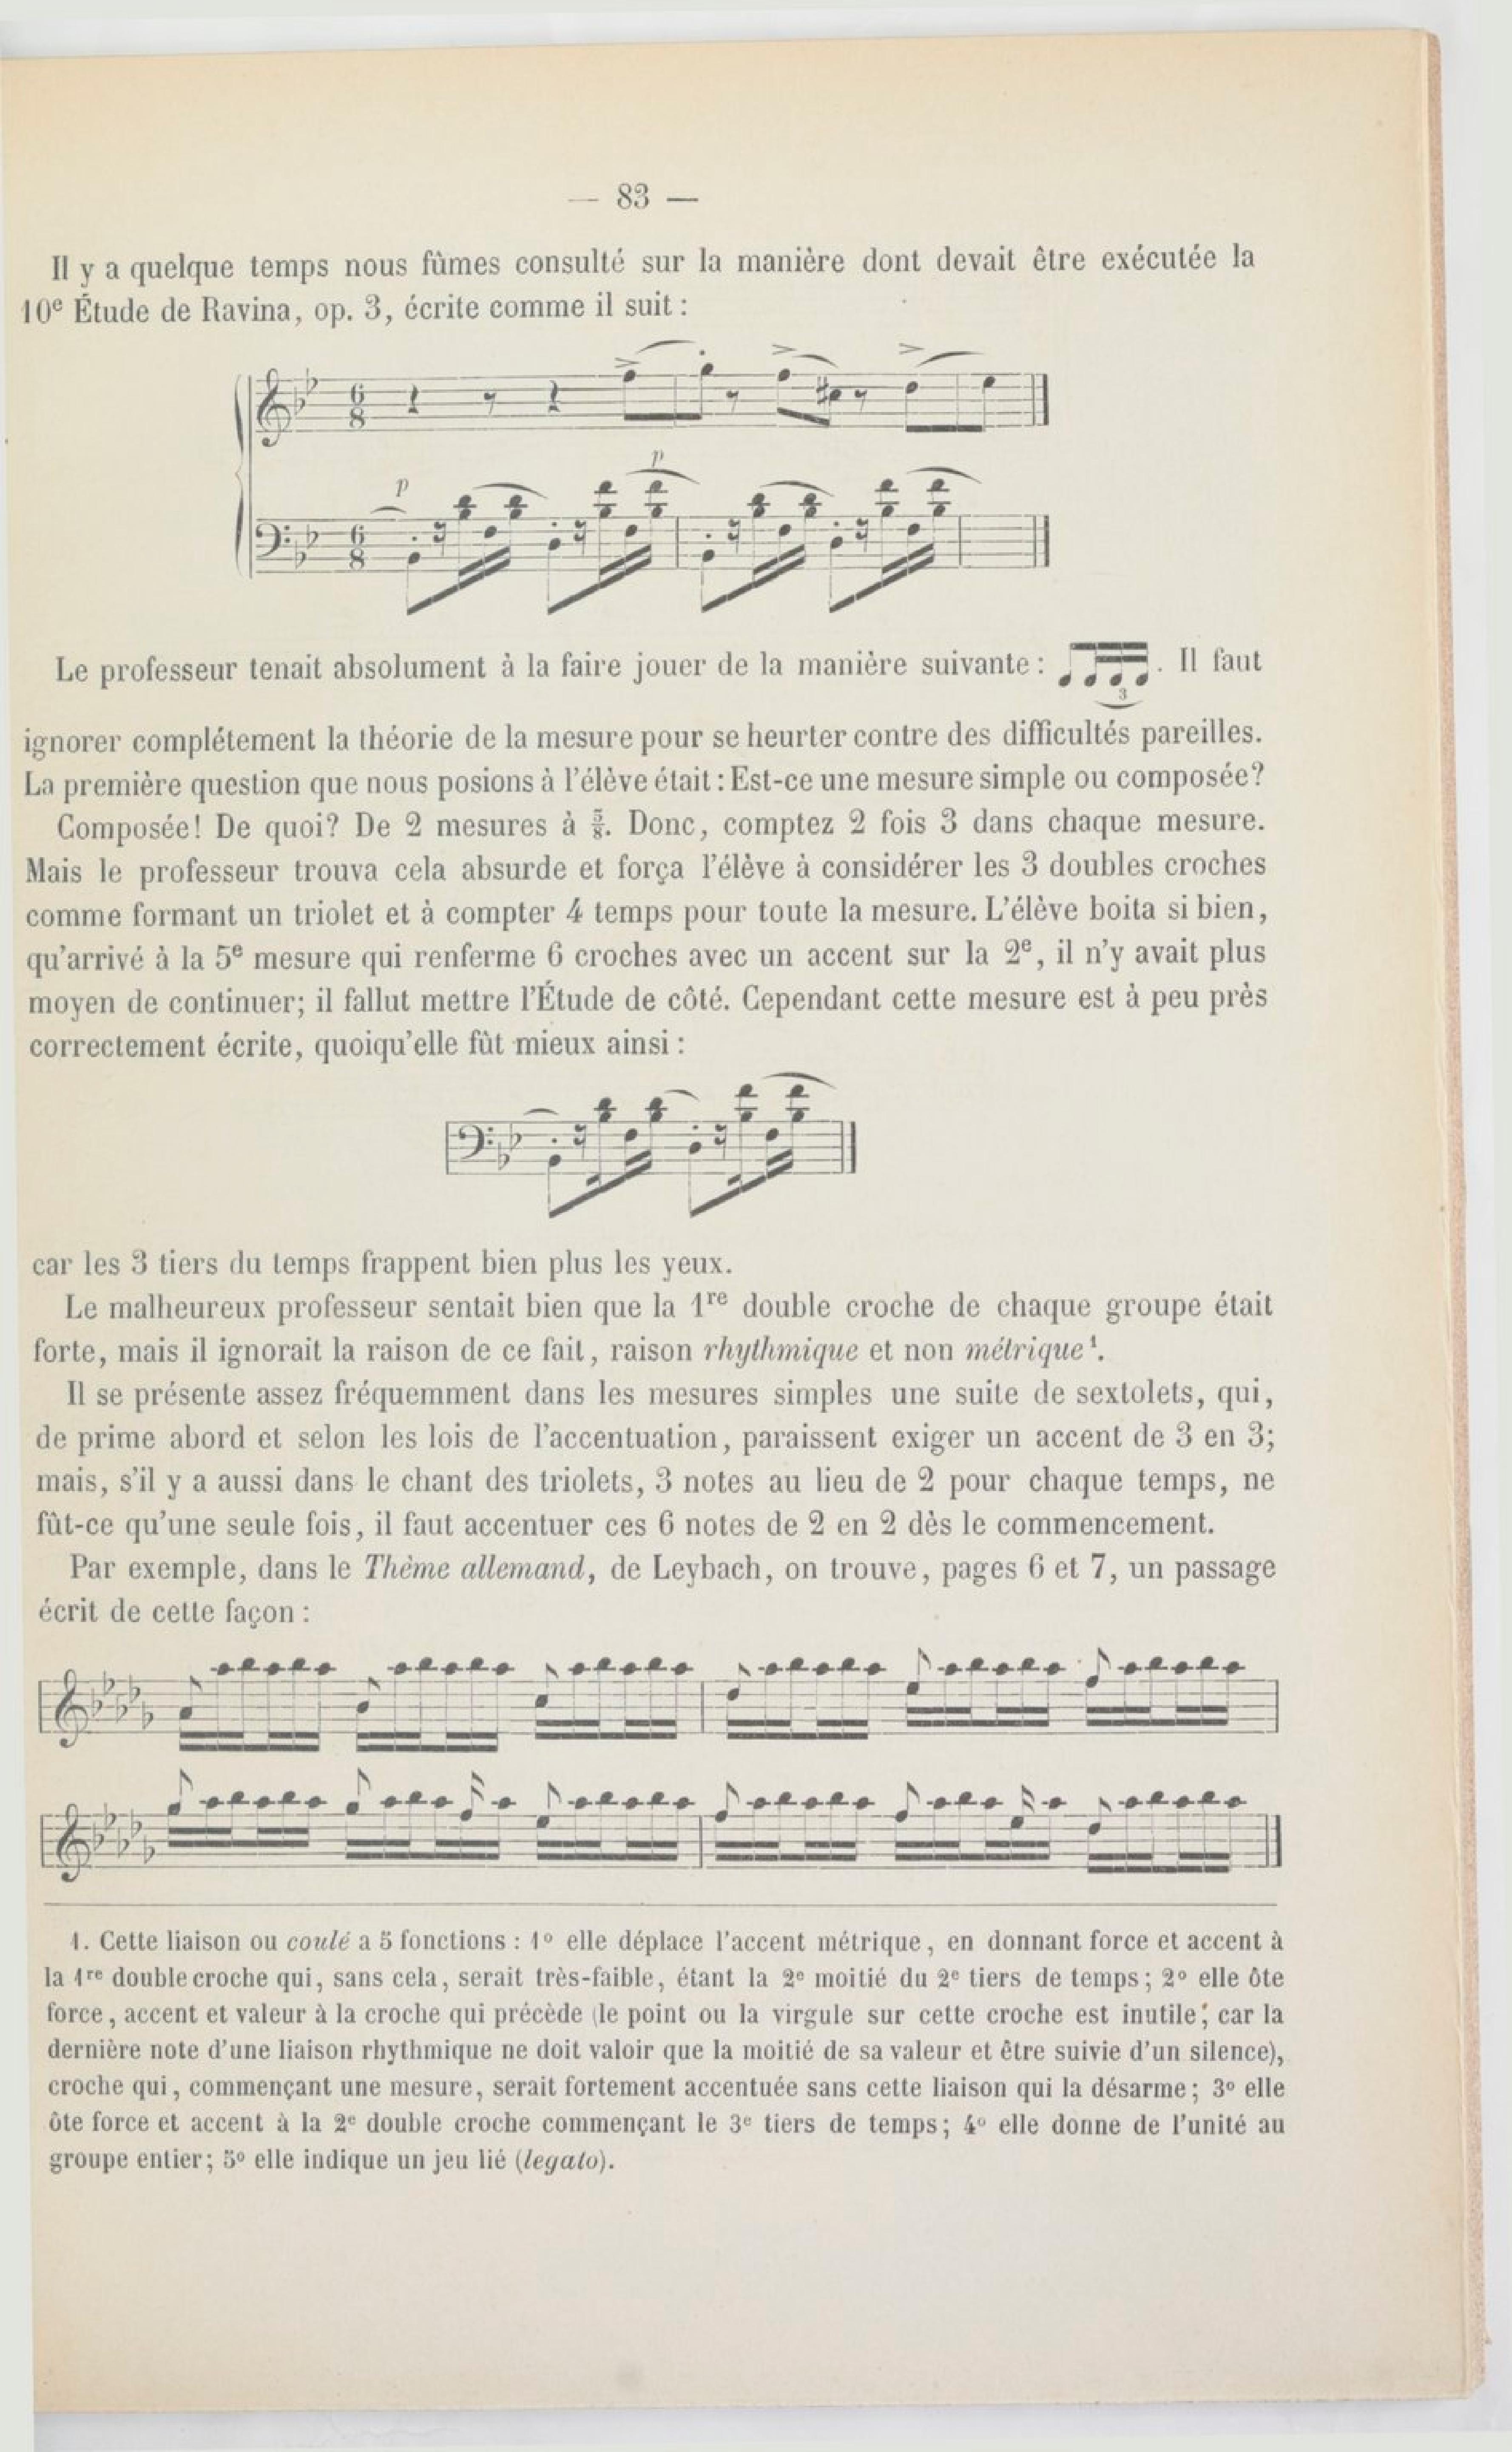 — 83 —
Il y a quelque temps nous fûmes consulté sur la manière dont devait être exécutée la
10e Étude de Ravina, op. 3, écrite comme il suit :
6
8
p
p
6
8
Le professeur tenait absolument à la faire jouer de la manière suivante : . Il faut
3
ignorer complétement la théorie de la mesure pour se heurter contre des difficultés pareilles.
La première question que nous posions à l'élève était : Est-ce une mesure simple ou composée?
Composée! De quoi? De 2 mesures à 3/8. Donc, comptez 2 fois 3 dans chaque mesure.
Mais le professeur trouva cela absurde et força l'élève à considérer les 3 doubles croches
comme formant un triolet et à compter 4 temps pour toute la mesure. L'élève boita si bien,
qu'arrivé à la 5e mesure qui renferme 6 croches avec un accent sur la 2e, il n'y avait plus
moyen de continuer; il fallut mettre l'Étude de côté. Cependant cette mesure est à peu près
correctement écrite, quoiqu'elle fût mieux ainsi :
car les 3 tiers du temps frappent bien plus les yeux.
Le malheureux professeur sentait bien que la 1re double croche de chaque groupe était
forte, mais il ignorait la raison de ce fait, raison rhythmique et non métrique1.
Il se présente assez fréquemment dans les mesures simples une suite de sextolets, qui,
de prime abord et selon les lois de l'accentuation, paraissent exiger un accent de 3 en 3;
mais, s'il y a aussi dans le chant des triolets, 3 notes au lieu de 2 pour chaque temps, ne
fût-ce qu'une seule fois, il faut accentuer ces 6 notes de 2 en 2 dès le commencement.
Par exemple, dans le Thème allemand, de Leybach, on trouve, pages 6 et 7, un passage
écrit de cette façon :
1. Cette liaison ou coulé a 5 fonctions : 1o elle déplace l'accent métrique, en donnant force et accent à
la 1re double croche qui, sans cela, serait très-faible, étant la 2e moitié du 2e tiers de temps; 2o elle ôte
force, accent et valeur à la croche qui précède (le point ou la virgule sur cette croche est inutile; car la
dernière note d'une liaison rhythmique ne doit valoir que la moitié de sa valeur et être suivie d'un silence),
croche qui, commençant une mesure, serait fortement accentuée sans cette liaison qui la désarme; 3o elle
ôte force et accent à la 2e double croche commençant le 3e tiers de temps; 4o elle donne de l'unité au
groupe entier; 5o elle indique un jeu lié (legato).